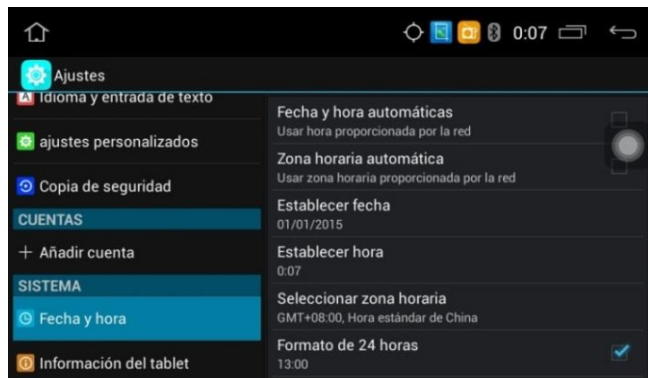 0:07
Ajustes
Idioma y entrada de texto
ajustes personalizados
Copia de seguridad
CUENTAS
+ Añadir cuenta
SISTEMA
Fecha y hora
Información del tablet
Fecha y hora automáticas
Usar hora proporcionada por la red
Zona horaria automática
Usar zona horaria proporcionada por la red
Establecer fecha
01/01/2015
Establecer hora
0:07
Seleccionar zona horaria
GMT+08:00, Hora estándar de China
Formato de 24 horas
13:00